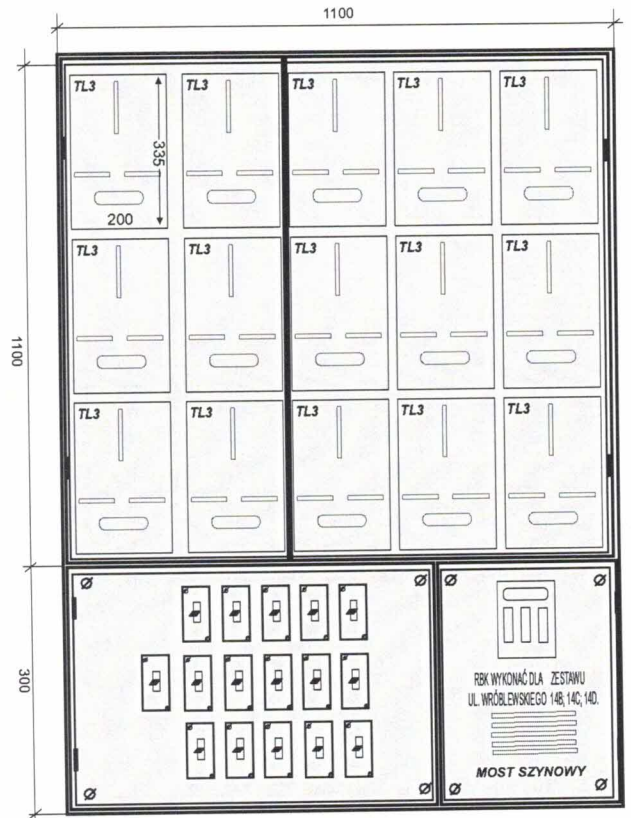 1100
TL3
TL3
TL3
TL3
TL3
335
200
TL3
TL3
TL3
TL3
TL3
1100
TL3
TL3
TL3
TL3
TL3
300
RBK WYKONAĆ DLA ZESTAWU
UL. WRÓBLEWSKIEGO 14B; 14C; 14D.
MOST SZYNOWY